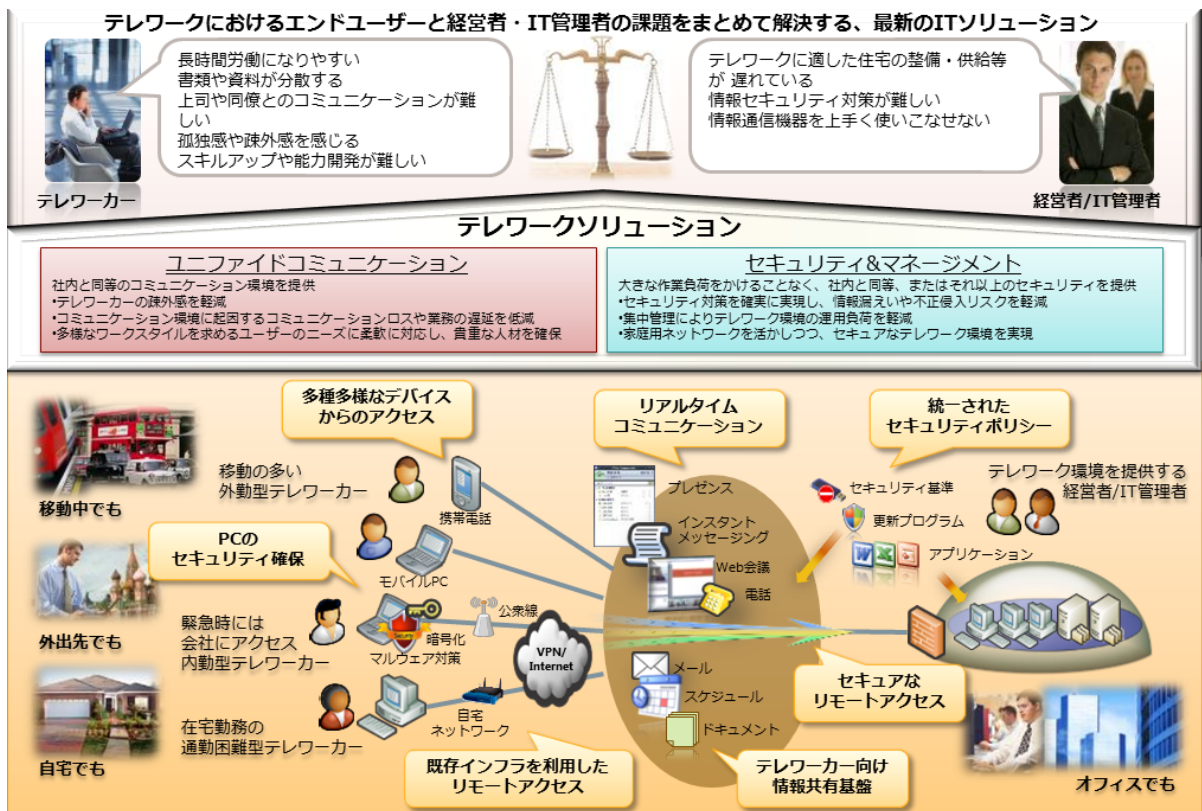 テレワークにおけるエンドユーザーと経営者・IT管理者の課題をまとめて解決する、最新のITソリューション
長時間労働になりやすい
書類や資料が分散する
上司や同僚とのコミュニケーションが難
しい
孤独感や疎外感を感じる
スキルアップや能力開発が難しい
テレワークに適した住宅の整備・供給等
が 遅れている
情報セキュリティ対策が難しい
情報通信機器を上手く使いこなせない
テレワーカー
経営者/IT管理者
テレワークソリューション
ユニファイドコミュニケーション
社内と同等のコミュニケーション環境を提供
•テレワーカーの疎外感を軽減
•コミュニケーション環境に起因するコミュニケーションロスや業務の遅延を低減
•多様なワークスタイルを求めるユーザーのニーズに柔軟に対応し、貴重な人材を確保
セキュリティ&マネージメント
大きな作業負荷をかけることなく、社内と同等、またはそれ以上のセキュリティを提供
•セキュリティ対策を確実に実現し、情報漏えいや不正侵入リスクを軽減
•集中管理によりテレワーク環境の運用負荷を軽減
•家庭用ネットワークを活かしつつ、セキュアなテレワーク環境を実現
多種多様なデバイス
からのアクセス
リアルタイム
コミュニケーション
統一された
セキュリティポリシー
移動中でも
移動の多い
外勤型テレワーカー
携帯電話
プレゼンス
セキュリティ基準
テレワーク環境を提供する
経営者/IT管理者
更新プログラム
インスタント
メッセージング
アプリケーション
PCの
セキュリティ確保
モバイルPC
Web会議
電話
外出先でも
緊急時には
会社にアクセス
内勤型テレワーカー
Security
暗号化
マルウェア対策
公衆線
VPN/
Internet
メール
スケジュール
ドキュメント
セキュアな
リモートアクセス
自宅でも
在宅勤務の
通勤困難型テレワーカー
自宅
ネットワーク
既存インフラを利用した
リモートアクセス
テレワーカー向け
情報共有基盤
オフィスでも